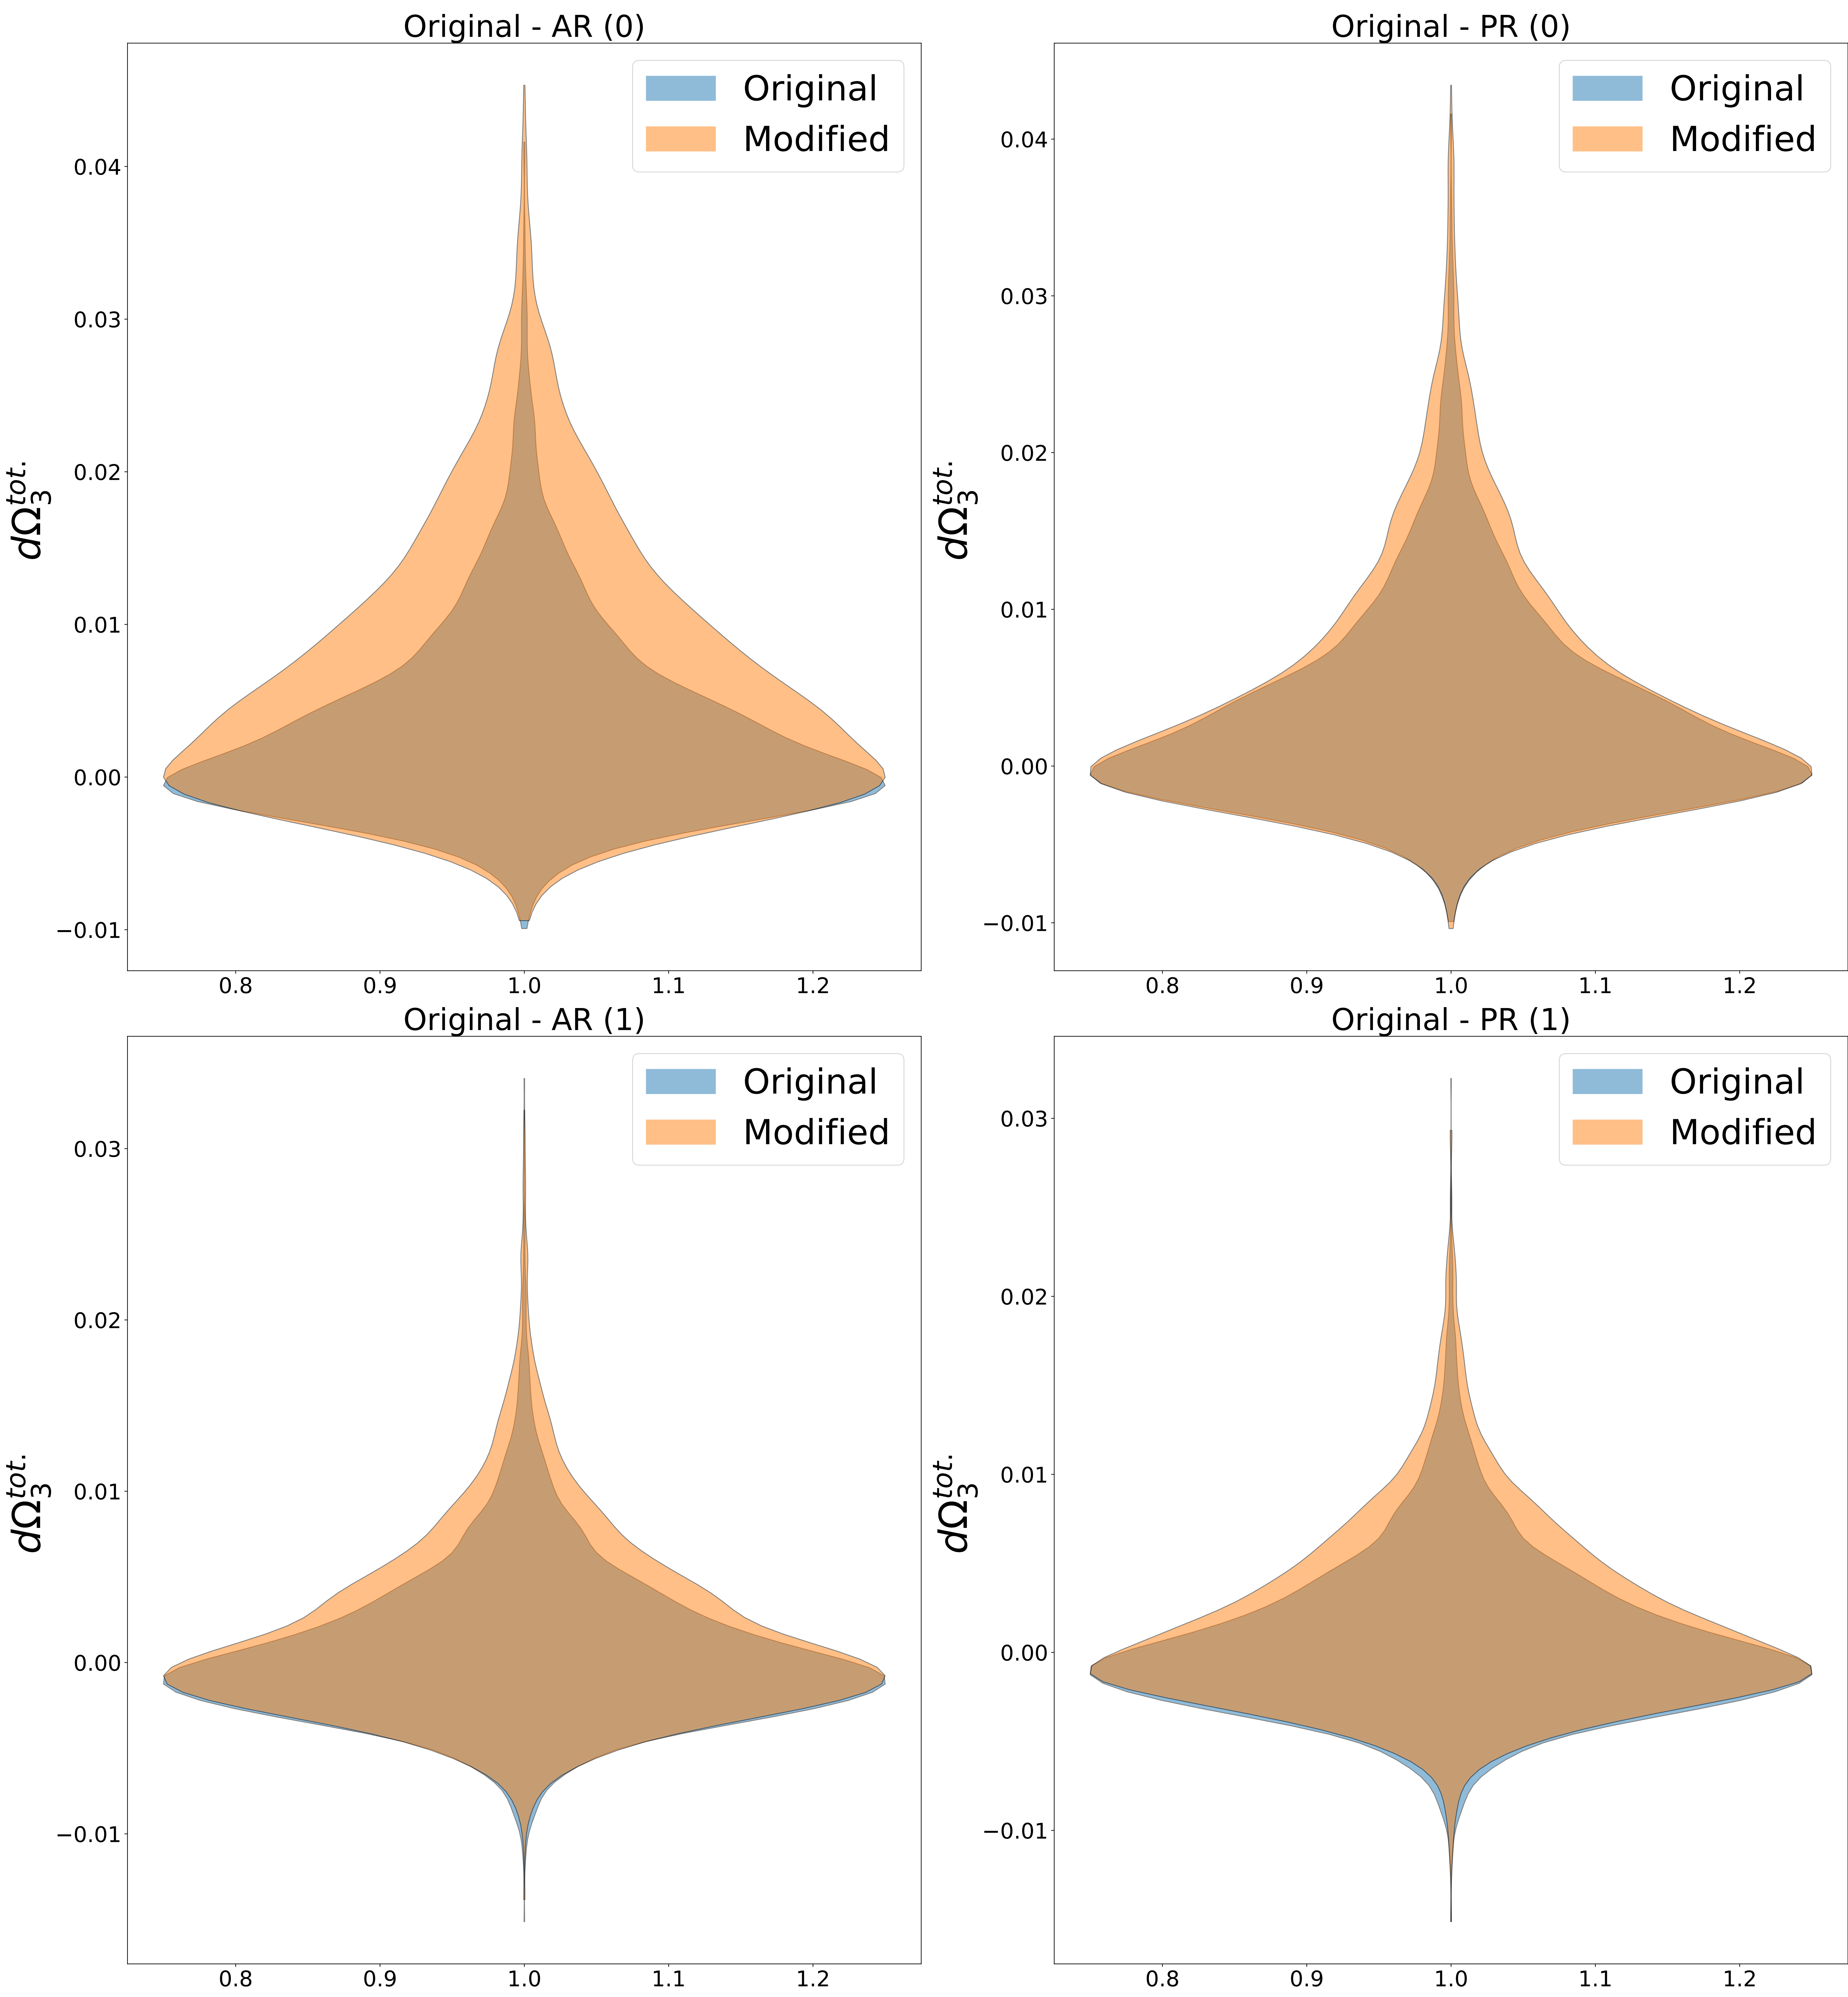 Original - AR (0)
Original
Modified
0.04
0.03
0.02
0.01
0.00
−0.01
dΩ₃ᵗᵒᵗ·
0.8 0.9 1.0 1.1 1.2
Original - PR (0)
Original
Modified
0.04
0.03
0.02
0.01
0.00
−0.01
dΩ₃ᵗᵒᵗ·
0.8 0.9 1.0 1.1 1.2
Original - AR (1)
Original
Modified
0.03
0.02
0.01
0.00
−0.01
dΩ₃ᵗᵒᵗ·
0.8 0.9 1.0 1.1 1.2
Original - PR (1)
Original
Modified
0.03
0.02
0.01
0.00
−0.01
dΩ₃ᵗᵒᵗ·
0.8 0.9 1.0 1.1 1.2